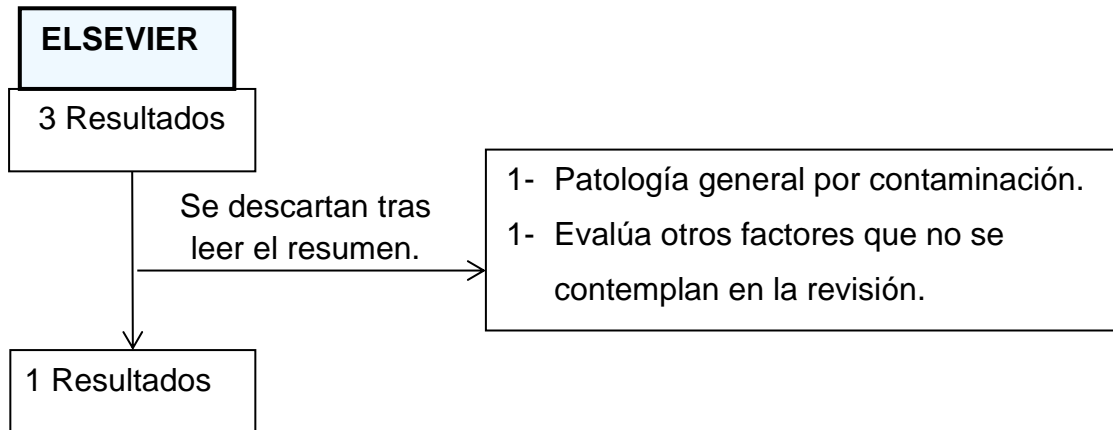 ELSEVIER
3 Resultados
Se descartan tras
leer el resumen.
1- Patología general por contaminación.
1- Evalúa otros factores que no se
contemplan en la revisión.
1 Resultados